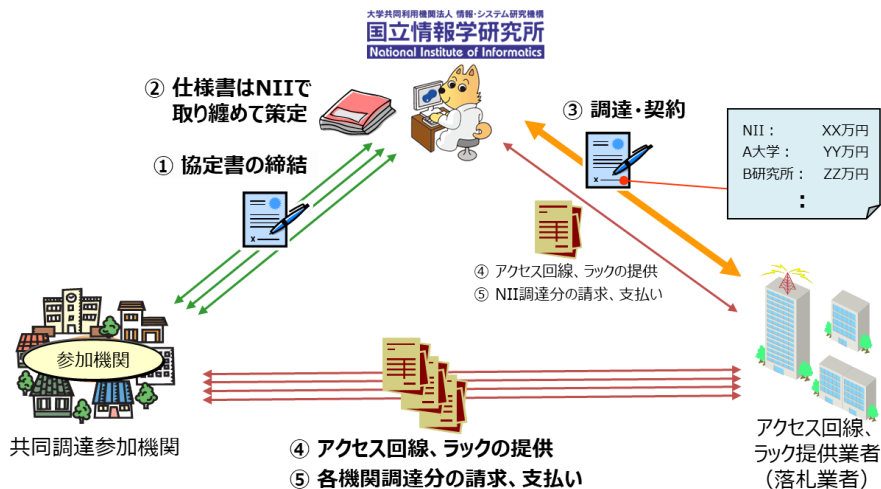 大学共同利用機関法人 情報・システム研究機構
国立情報学研究所
National Institute of Informatics
② 仕様書はNIIで
取り纏めて策定
③ 調達・契約
NII： XX万円
A大学： YY万円
B研究所： ZZ万円
：
① 協定書の締結
④ アクセス回線、ラックの提供
⑤ NII調達分の請求、支払い
参加機関
共同調達参加機関
④ アクセス回線、ラックの提供
⑤ 各機関調達分の請求、支払い
アクセス回線、
ラック提供業者
（落札業者）